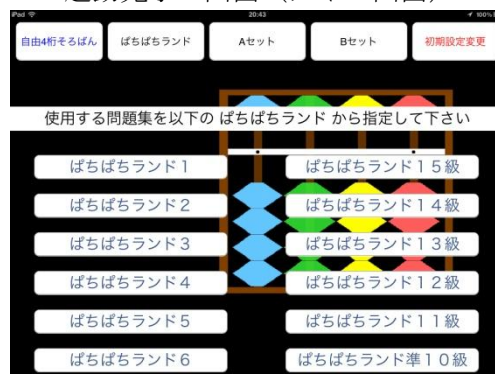 iPad 20:43 100%
自由4桁そろばん ぱちぱちランド Aセット Bセット 初期設定変更
使用する問題集を以下の ぱちぱちランド から指定して下さい
ぱちぱちランド1 ぱちぱちランド15級
ぱちぱちランド2 ぱちぱちランド14級
ぱちぱちランド3 ぱちぱちランド13級
ぱちぱちランド4 ぱちぱちランド12級
ぱちぱちランド5 ぱちぱちランド11級
ぱちぱちランド6 ぱちぱちランド準10級